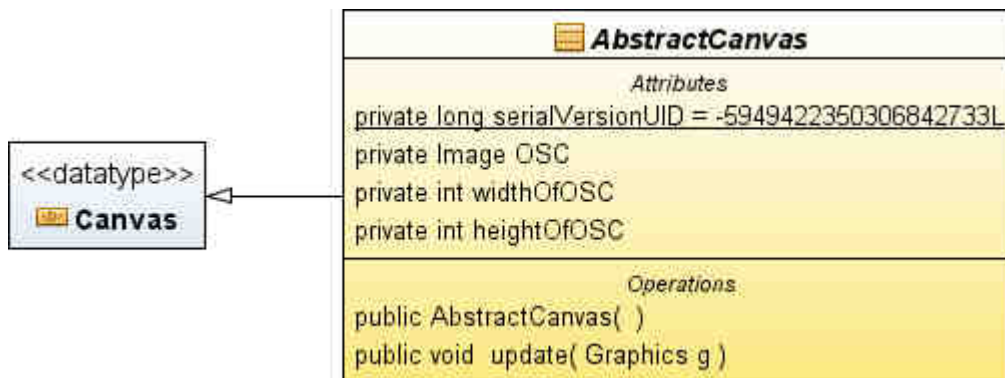 <<datatype>>
Canvas
AbstractCanvas
Attributes
private long serialVersionUID = -5949422350306842733L
private Image OSC
private int widthOfOSC
private int heightOfOSC
Operations
public AbstractCanvas( )
public void update( Graphics g )